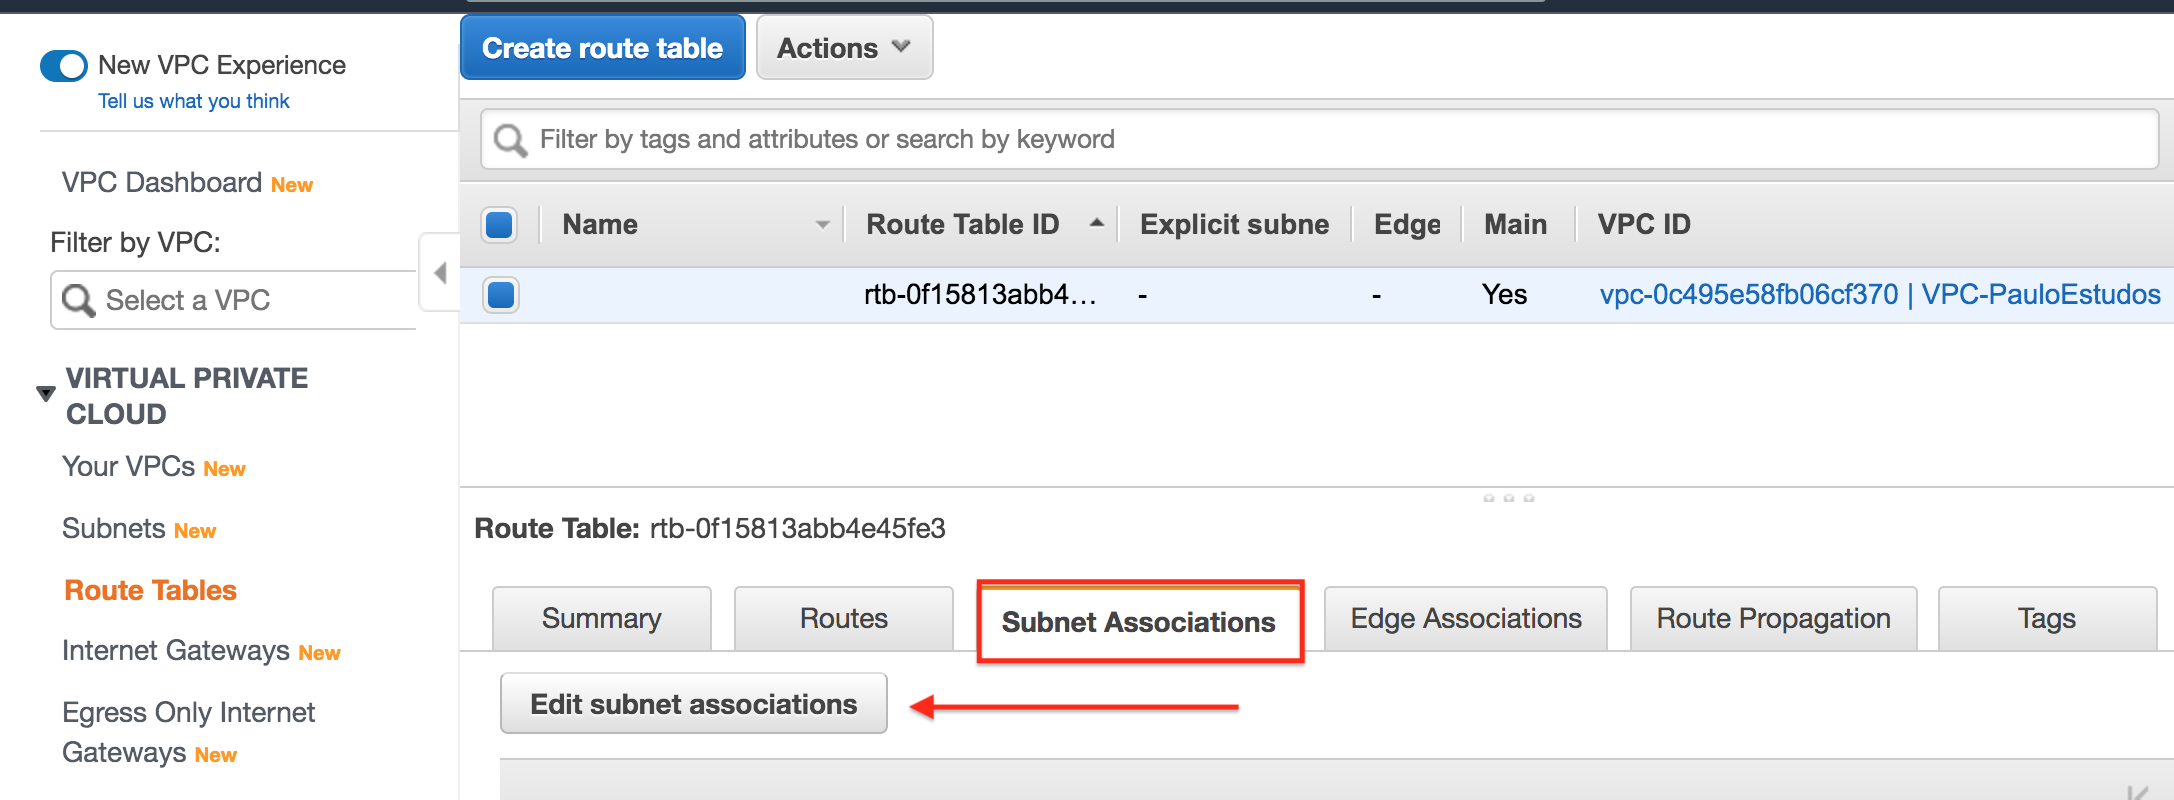 New VPC Experience
Tell us what you think
VPC Dashboard New
Filter by VPC:
Select a VPC
VIRTUAL PRIVATE
CLOUD
Your VPCs New
Subnets New
Route Tables
Internet Gateways New
Egress Only Internet
Gateways New
Create route table Actions
Filter by tags and attributes or search by keyword
Name Route Table ID Explicit subne Edge Main VPC ID
rtb-0f15813abb4... - - Yes vpc-0c495e58fb06cf370 | VPC-PauloEstudos
Route Table: rtb-0f15813abb4e45fe3
Summary Routes Subnet Associations Edge Associations Route Propagation Tags
Edit subnet associations